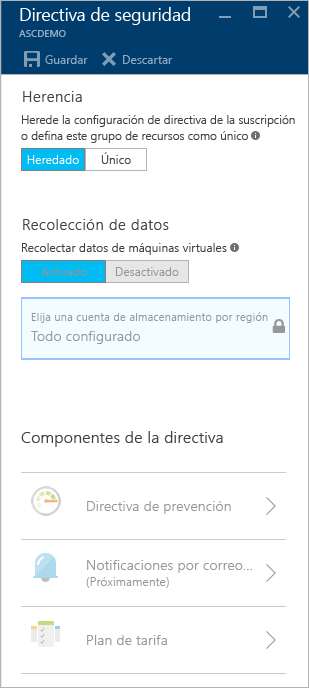 Directiva de seguridad
ASCDEMO
Guardar Descartar
Herencia
Herede la configuración de directiva de la suscripción
o defina este grupo de recursos como único
Heredado Único
Recolección de datos
Recolectar datos de máquinas virtuales
Activado Desactivado
Elija una cuenta de almacenamiento por región
Todo configurado
Componentes de la directiva
Directiva de prevención
Notificaciones por correo...
(Próximamente)
Plan de tarifa